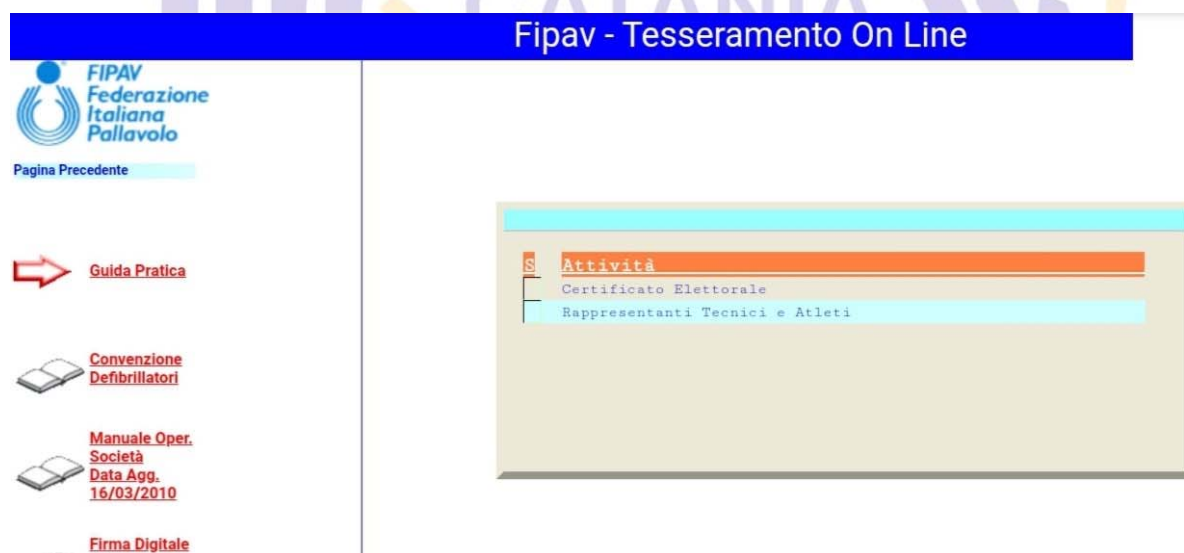 CATANIA
Fipav - Tesseramento On Line
FIPAV
Federazione
Italiana
Pallavolo
Pagina Precedente
Guida Pratica
Convenzione
Defibrillatori
Manuale Oper.
Società
Data Agg.
16/03/2010
Firma Digitale
S Attività
Certificato Elettorale
Rappresentanti Tecnici e Atleti